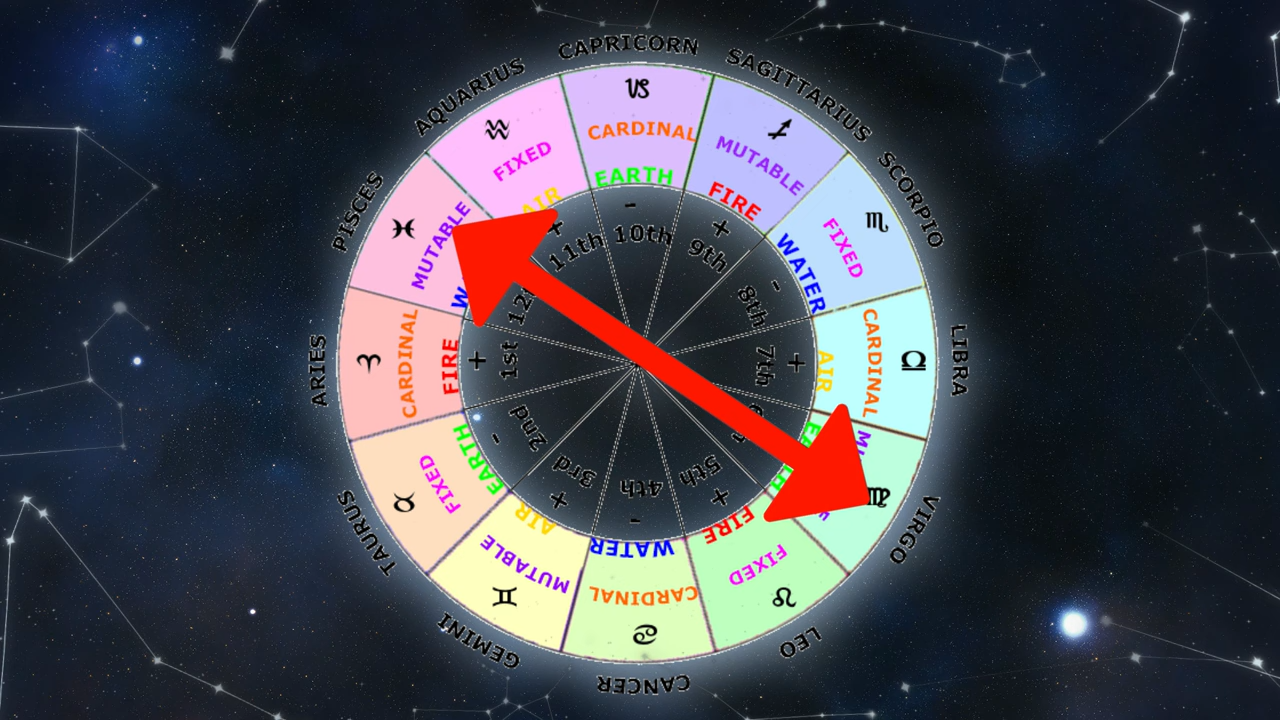 CAPRICORN
♑
CARDINAL
EARTH
-
10th
SAGITTARIUS
♐
MUTABLE
FIRE
+
9th
SCORPIO
♏
FIXED
WATER
-
8th
LIBRA
♎
CARDINAL
AIR
+
7th
VIRGO
♍
LEO
♌
FIXED
FIRE
+
5th
CANCER
♋
CARDINAL
WATER
-
4th
GEMINI
♊
MUTABLE
AIR
+
3rd
TAURUS
♉
FIXED
EARTH
-
2nd
ARIES
♈
CARDINAL
FIRE
+
1st
PISCES
♓
MUTABLE
AQUARIUS
♒
FIXED
AIR
+
11th